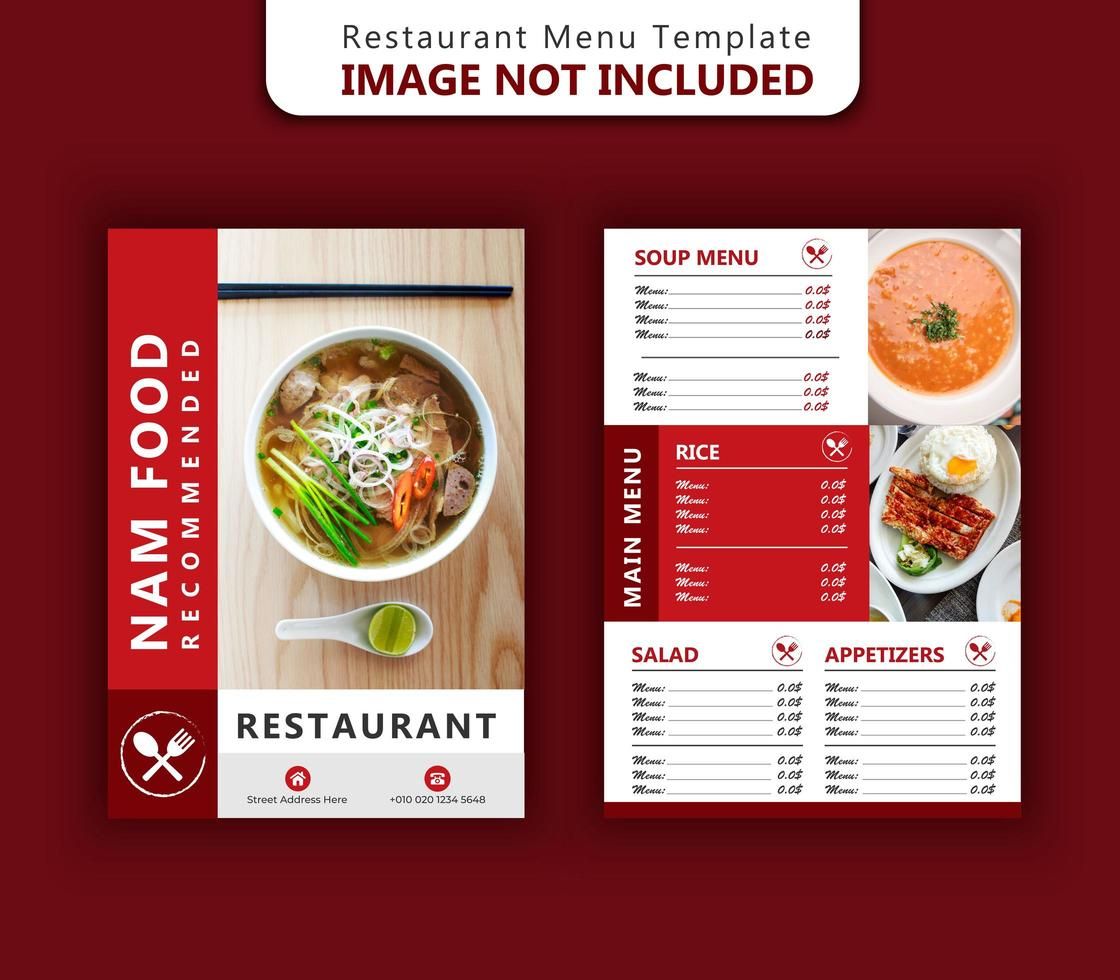 Restaurant Menu Template
IMAGE NOT INCLUDED
NAM FOOD
RECOMMENDED
RESTAURANT
Street Address Here
+010 020 1234 5648
SOUP MENU
Menu: 0.0$
Menu: 0.0$
Menu: 0.0$
Menu: 0.0$
Menu: 0.0$
Menu: 0.0$
Menu: 0.0$
MAIN MENU
RICE
Menu: 0.0$
Menu: 0.0$
Menu: 0.0$
Menu: 0.0$
Menu: 0.0$
Menu: 0.0$
Menu: 0.0$
SALAD
Menu: 0.0$
Menu: 0.0$
Menu: 0.0$
Menu: 0.0$
Menu: 0.0$
Menu: 0.0$
Menu: 0.0$
APPETIZERS
Menu: 0.0$
Menu: 0.0$
Menu: 0.0$
Menu: 0.0$
Menu: 0.0$
Menu: 0.0$
Menu: 0.0$